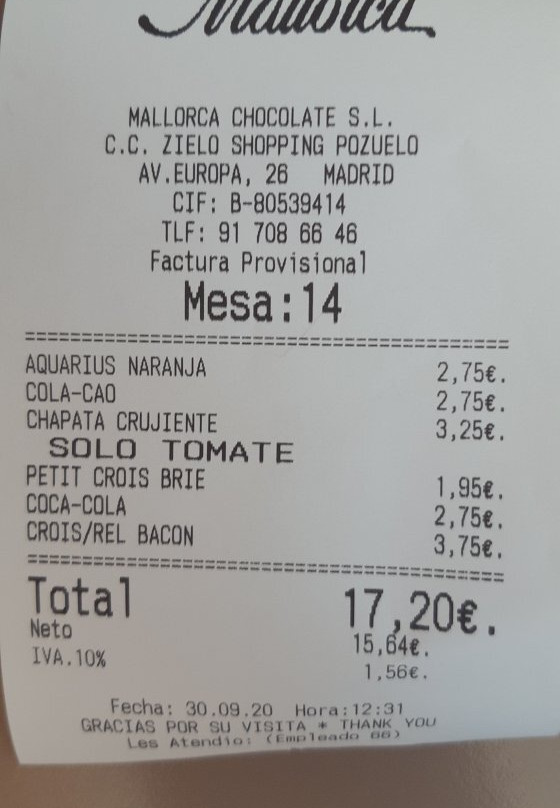 Mallorca
MALLORCA CHOCOLATE S.L.
C.C. ZIELO SHOPPING POZUELO
AV.EUROPA, 26 MADRID
CIF: B-80539414
TLF: 91 708 66 46
Factura Provisional
Mesa:14
AQUARIUS NARANJA 2,75€.
COLA-CAO 2,75€.
CHAPATA CRUJIENTE 3,25€.
SOLO TOMATE
PETIT CROIS BRIE 1,95€.
COCA-COLA 2,75€.
CROIS/REL BACON 3,75€.
Total 17,20€.
Neto 15,64€.
IVA.10% 1,56€.
Fecha: 30.09.20 Hora:12:31
GRACIAS POR SU VISITA * THANK YOU
Les Atendio: (Empleado 66)